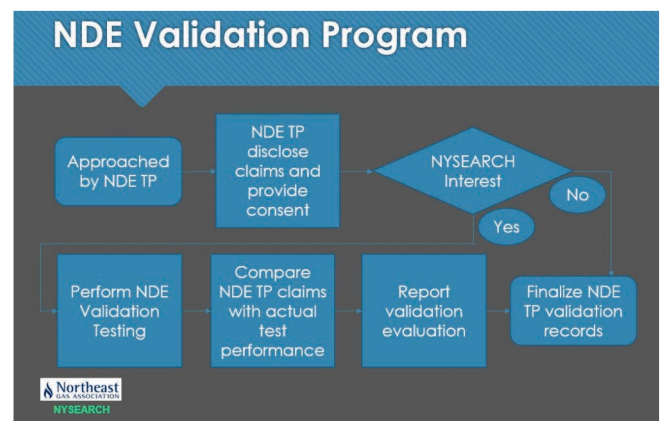 NDE Validation Program
Approached
by NDE TP
NDE TP
disclose
claims and
provide
consent
NYSEARCH
Interest
No
Yes
Perform NDE
Validation
Testing
Compare
NDE TP claims
with actual
test
performance
Report
validation
evaluation
Finalize NDE
TP validation
records
Northeast
GAS ASSOCIATION
NYSEARCH